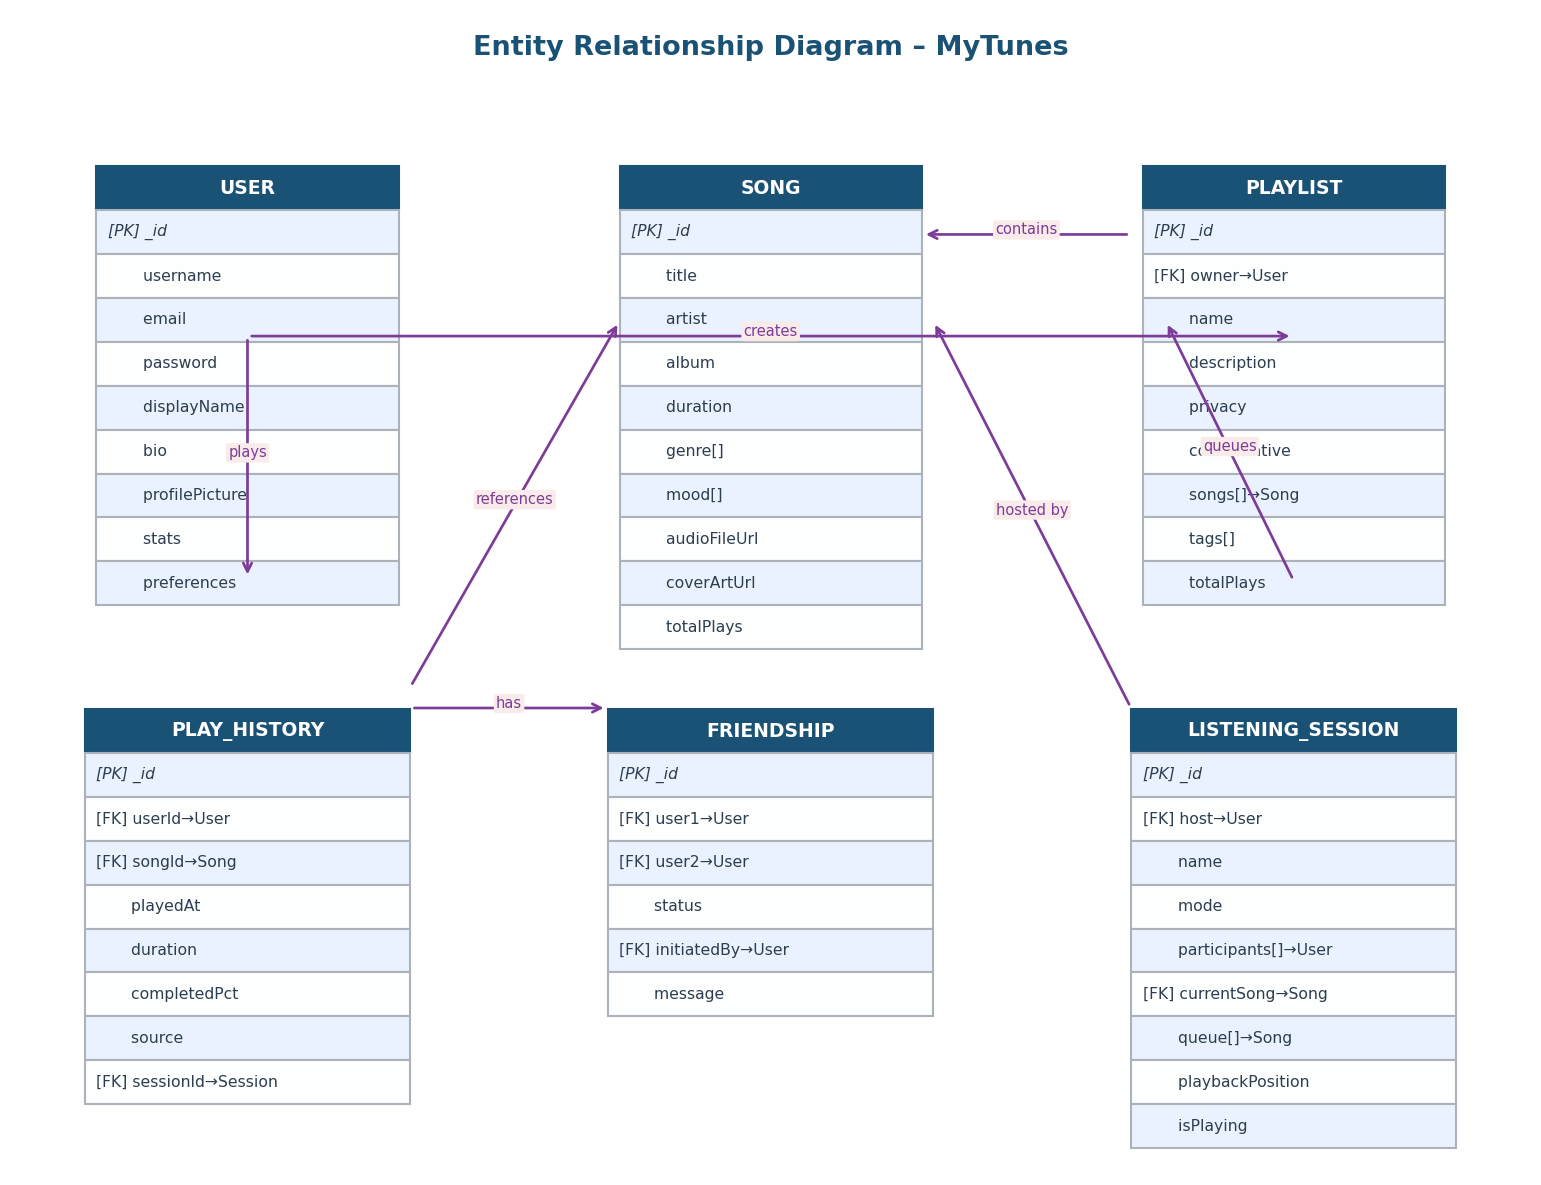 Entity Relationship Diagram – MyTunes
USER
[PK] _id
username
email
password
displayName
bio
profilePicture
stats
preferences
plays
SONG
[PK] _id
title
artist
album
duration
genre[]
mood[]
audioFileUrl
coverArtUrl
totalPlays
creates
contains
PLAYLIST
[PK] _id
[FK] owner→User
name
description
privacy
songs[]→Song
tags[]
totalPlays
queues
references
hosted by
has
PLAY_HISTORY
[PK] _id
[FK] userId→User
[FK] songId→Song
playedAt
duration
completedPct
source
[FK] sessionId→Session
FRIENDSHIP
[PK] _id
[FK] user1→User
[FK] user2→User
status
[FK] initiatedBy→User
message
LISTENING_SESSION
[PK] _id
[FK] host→User
name
mode
participants[]→User
[FK] currentSong→Song
queue[]→Song
playbackPosition
isPlaying